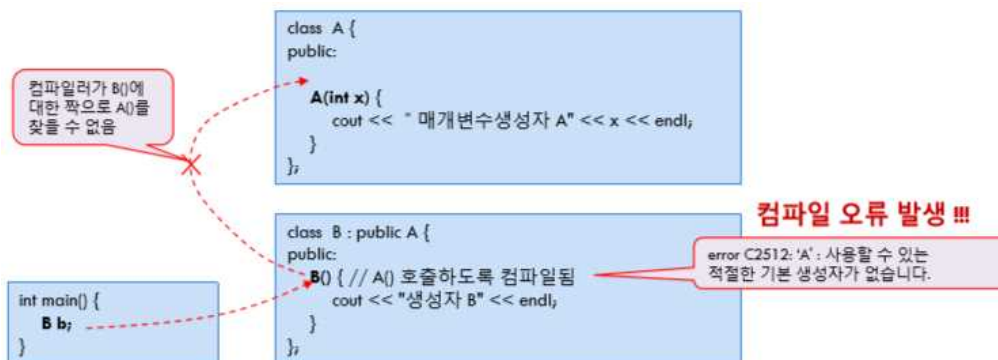 class A {
public:
A(int x) {
cout << " 매개변수생성자 A" << x << endl;
}
};
컴파일러가 B()에
대한 짝으로 A()를
찾을 수 없음
컴파일 오류 발생 !!!
class B : public A {
public:
B() { // A() 호출하도록 컴파일됨
cout << "생성자 B" << endl;
}
};
error C2512: 'A' : 사용할 수 있는
적절한 기본 생성자가 없습니다.
int main() {
B b;
}